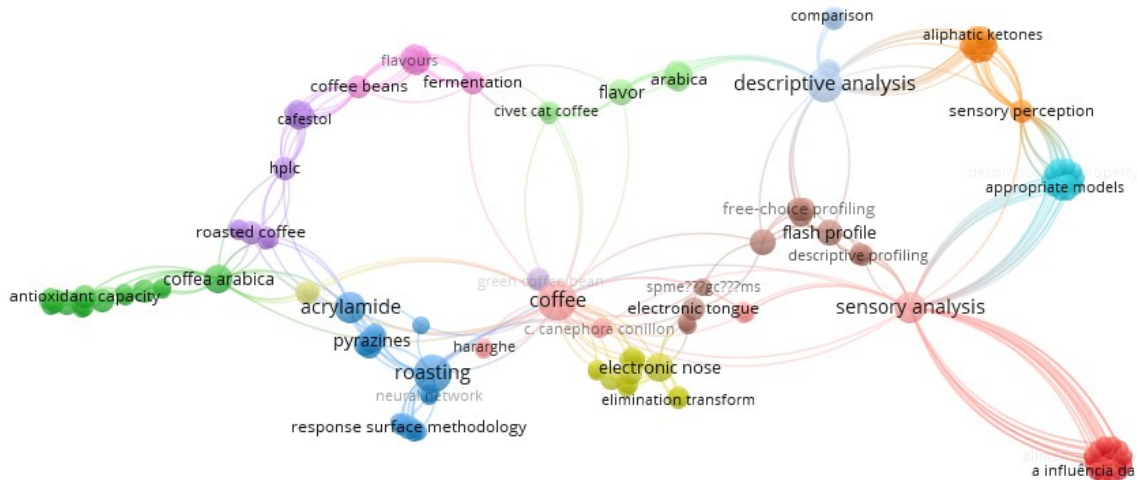 comparison
aliphatic ketones
flavours
coffee beans
fermentation
arabica
descriptive analysis
flavor
civet cat coffee
sensory perception
cafestol
hplc
appropriate models
free-choice profiling
roasted coffee
flash profile
descriptive profiling
coffea arabica
green coffee/bean
spme???gc???ms
antioxidant capacity
acrylamide
coffee
electronic tongue
sensory analysis
c. canephora conillon
pyrazines
hararghe
roasting
electronic nose
neural network
elimination transform
response surface methodology
a influência da